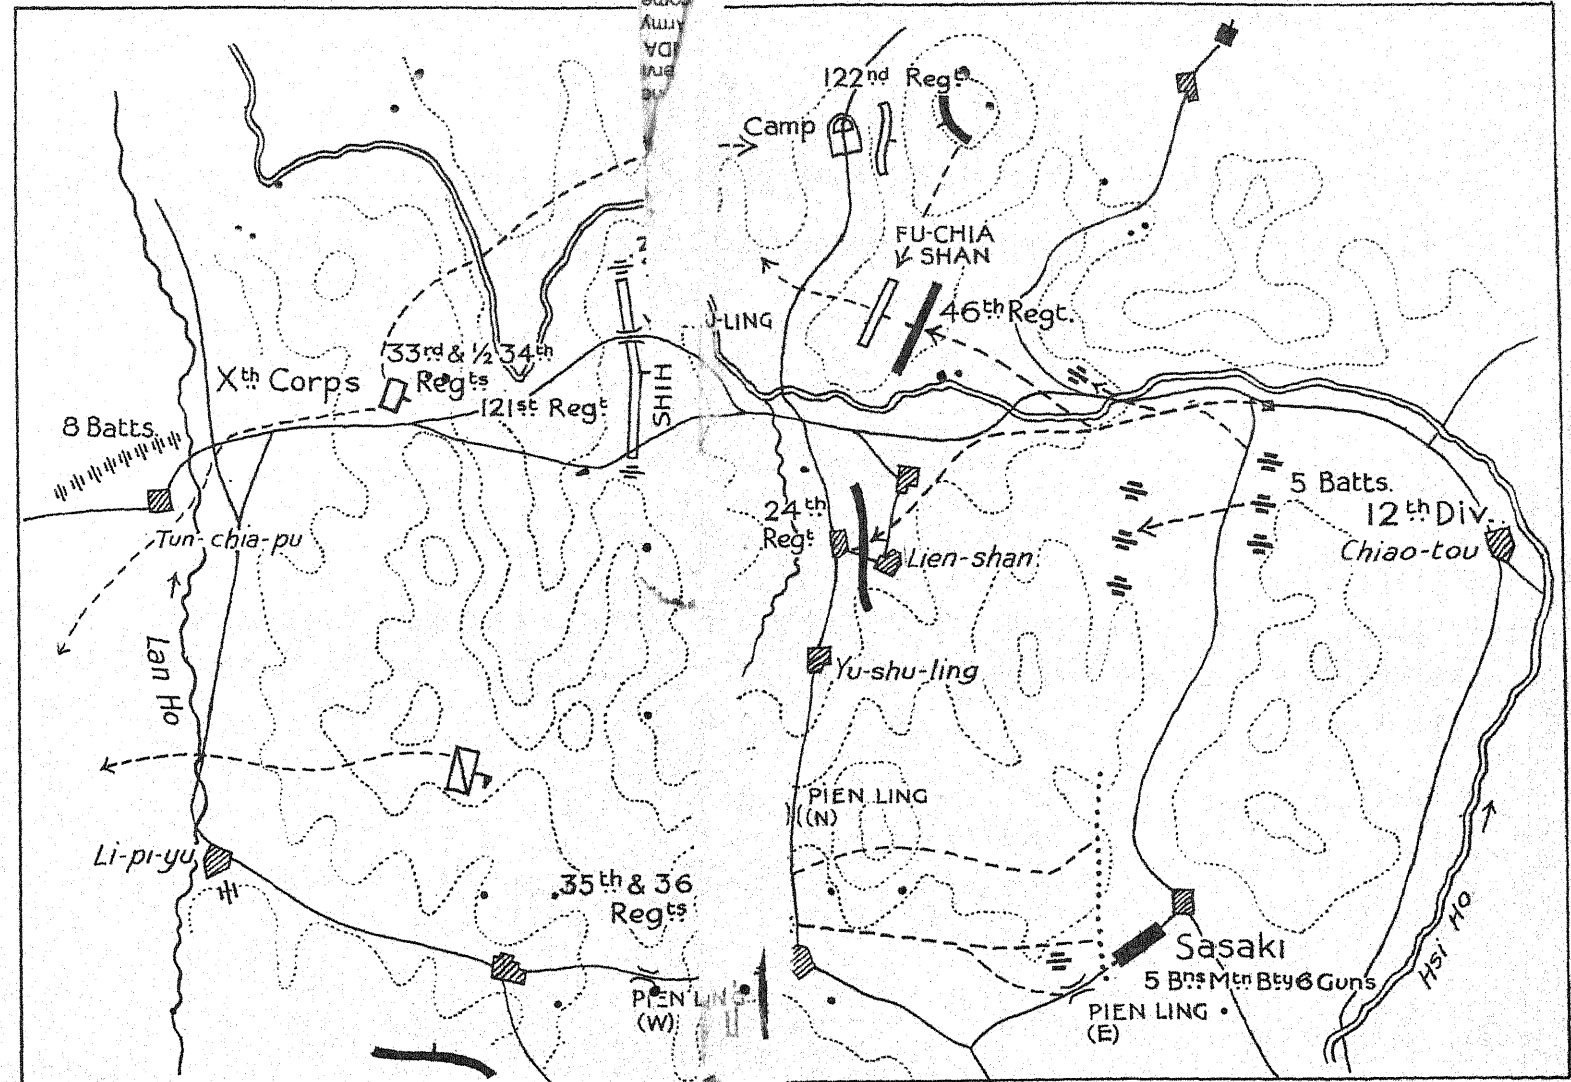 122nd Regt
Camp
FU-CHIA
SHAN
46th Regt.
U-LING
33rd & ½ 34th
Regts
Xth Corps
121st Regt
SHIH
8 Batts.
Tun-chia-pu
24th
Regt
Lien-shan
5 Batts.
12th Div.
Chiao-tou
Lan Ho
Yu-shu-ling
PIEN LING
(N)
Li-pi-yu
35th & 36
Regts
PIEN LING
(W)
Sasaki
5 Bns Mtn Bty 6 Guns
PIEN LING
(E)
Hsi Ho